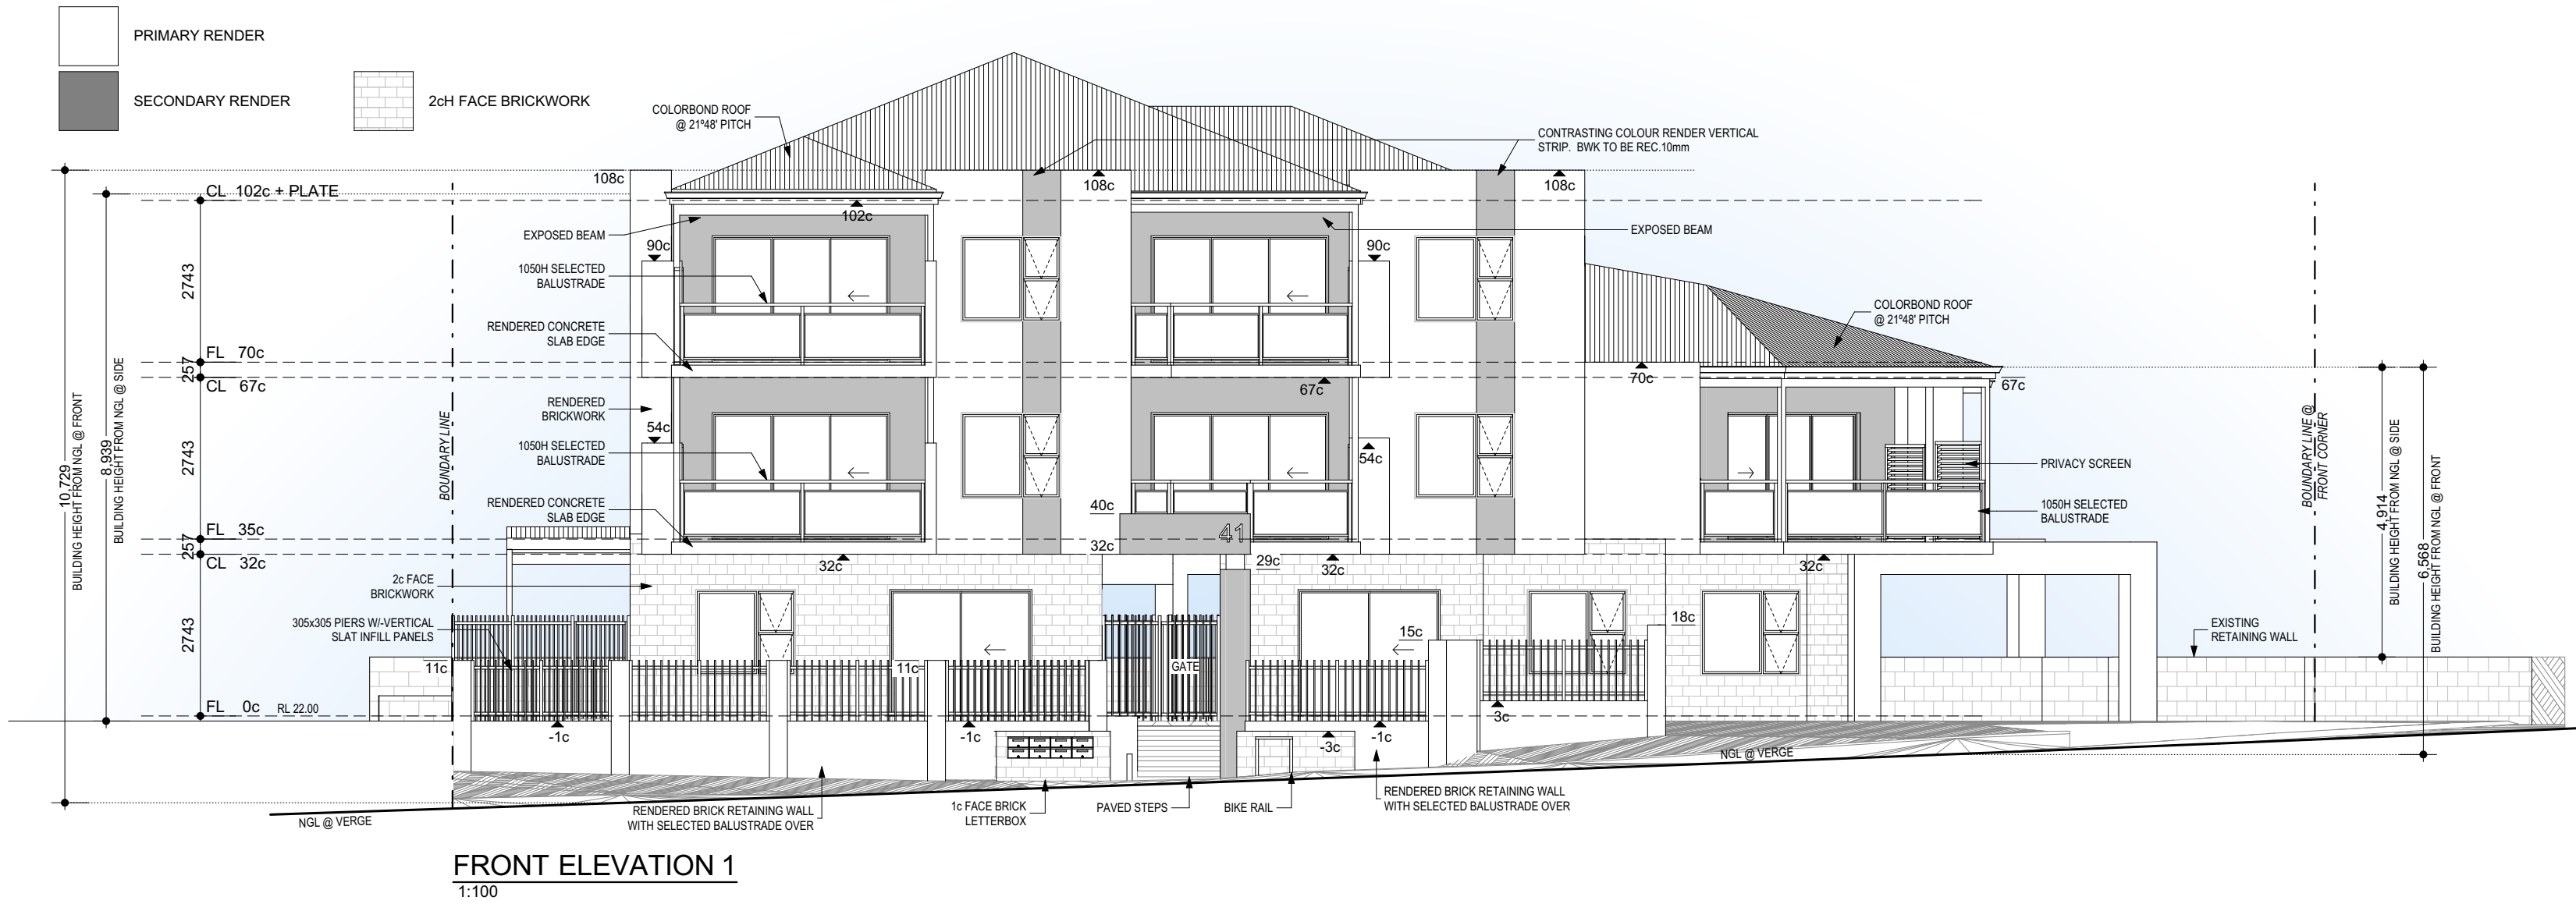 PRIMARY RENDER
SECONDARY RENDER
2cH FACE BRICKWORK
COLORBOND ROOF
@ 21º48' PITCH
CONTRASTING COLOUR RENDER VERTICAL
STRIP. BWK TO BE REC.10mm
10,729
BUILDING HEIGHT FROM NGL @ FRONT
8,939
BUILDING HEIGHT FROM NGL @ SIDE
CL 102c + PLATE
2743
FL 70c
257
CL 67c
2743
FL 35c
257
CL 32c
2743
FL 0c RL 22.00
BOUNDARY LINE
108c
108c
108c
102c
EXPOSED BEAM
EXPOSED BEAM
90c
90c
1050H SELECTED
BALUSTRADE
RENDERED CONCRETE
SLAB EDGE
RENDERED
BRICKWORK
54c
54c
1050H SELECTED
BALUSTRADE
RENDERED CONCRETE
SLAB EDGE
67c
70c
67c
COLORBOND ROOF
@ 21º48' PITCH
PRIVACY SCREEN
1050H SELECTED
BALUSTRADE
40c
41
32c
32c
29c
32c
32c
2c FACE
BRICKWORK
305x305 PIERS W/-VERTICAL
SLAT INFILL PANELS
11c
11c
15c
18c
GATE
-1c
-1c
-3c
-1c
3c
BOUNDARY LINE @
FRONT CORNER
4,914
BUILDING HEIGHT FROM NGL @ SIDE
6,568
BUILDING HEIGHT FROM NGL @ FRONT
EXISTING
RETAINING WALL
NGL @ VERGE
NGL @ VERGE
RENDERED BRICK RETAINING WALL
WITH SELECTED BALUSTRADE OVER
1c FACE BRICK
LETTERBOX
PAVED STEPS
BIKE RAIL
RENDERED BRICK RETAINING WALL
WITH SELECTED BALUSTRADE OVER
FRONT ELEVATION 1
1:100